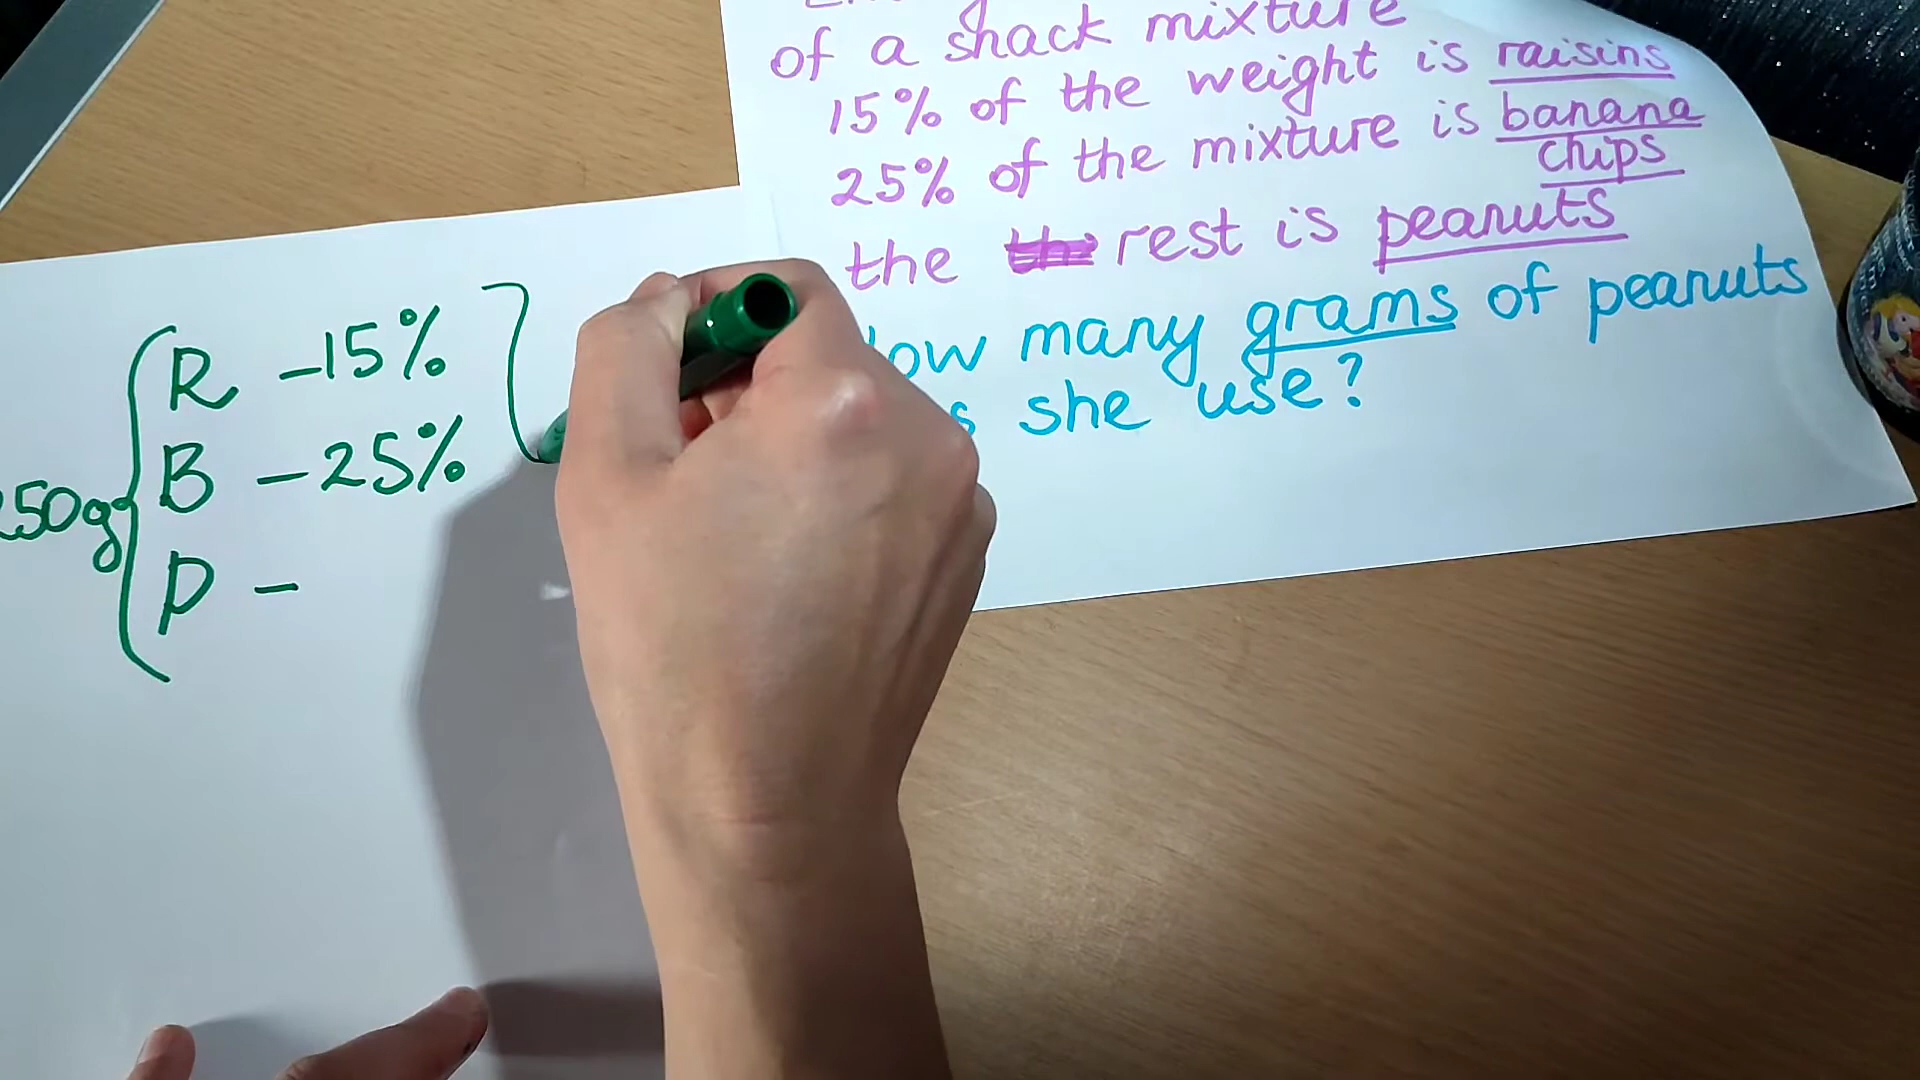 of a snack mixture
15% of the weight is raisins
25% of the mixture is banana
chips
the rest is peanuts
many grams of peanuts
she use?
R -15%
B -25%
50g
P -